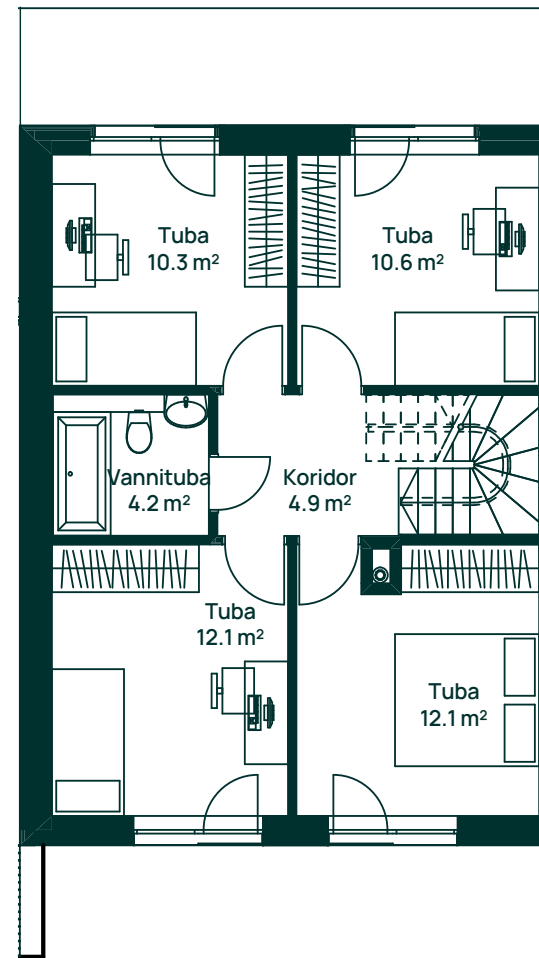 Tuba
10.3 m²
Tuba
10.6 m²
Vannituba
4.2 m²
Koridor
4.9 m²
Tuba
12.1 m²
Tuba
12.1 m²